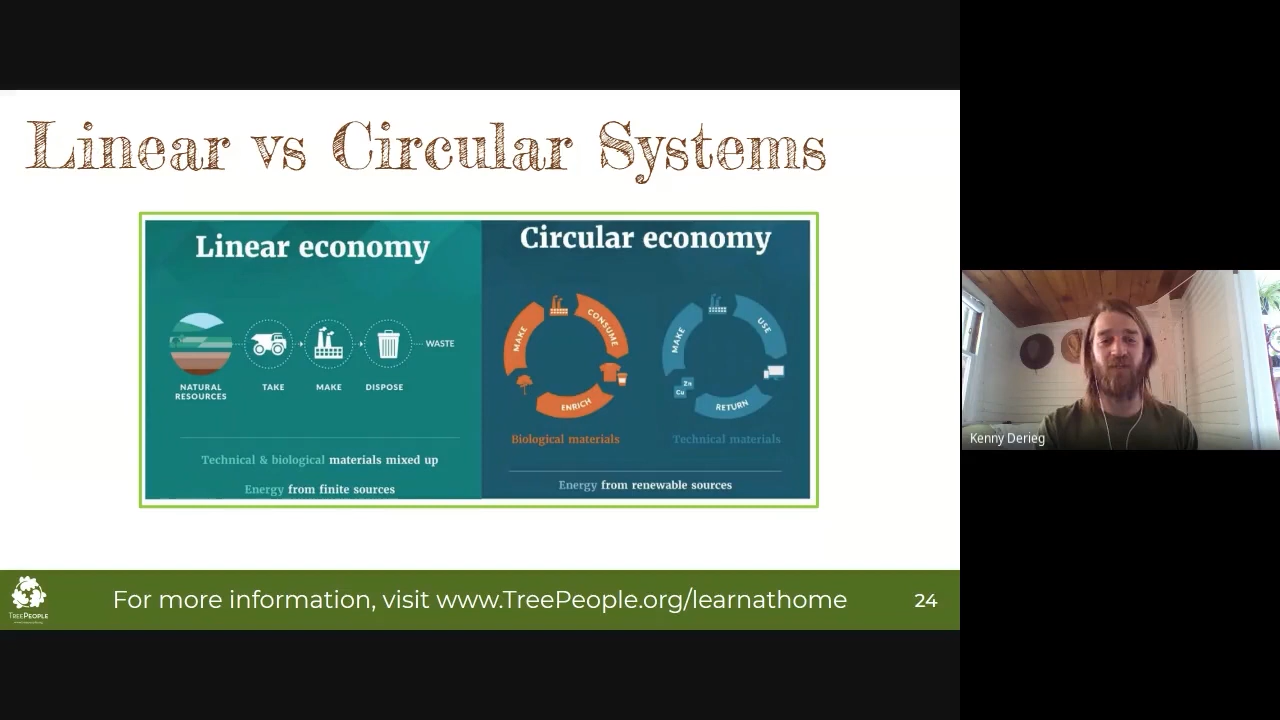 Linear vs Circular Systems
Linear economy
NATURAL
RESOURCES
TAKE
MAKE
DISPOSE
WASTE
Technical & biological materials mixed up
Energy from finite sources
Circular economy
MAKE
CONSUME
ENRICH
Biological materials
MAKE
USE
RETURN
Zn
Cu
Technical materials
Energy from renewable sources
TREEPEOPLE
For more information, visit www.TreePeople.org/learnathome
24
Kenny Derieg